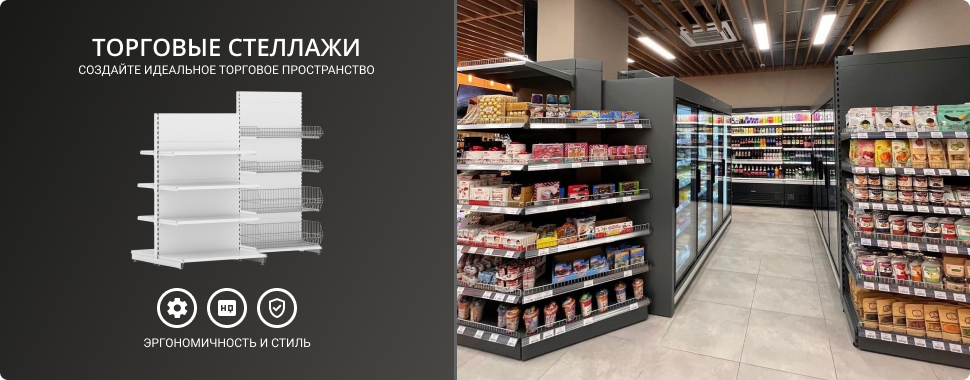 ТОРГОВЫЕ СТЕЛЛАЖИ
СОЗДАЙТЕ ИДЕАЛЬНОЕ ТОРГОВОЕ ПРОСТРАНСТВО
HQ
ЭРГОНОМИЧНОСТЬ И СТИЛЬ